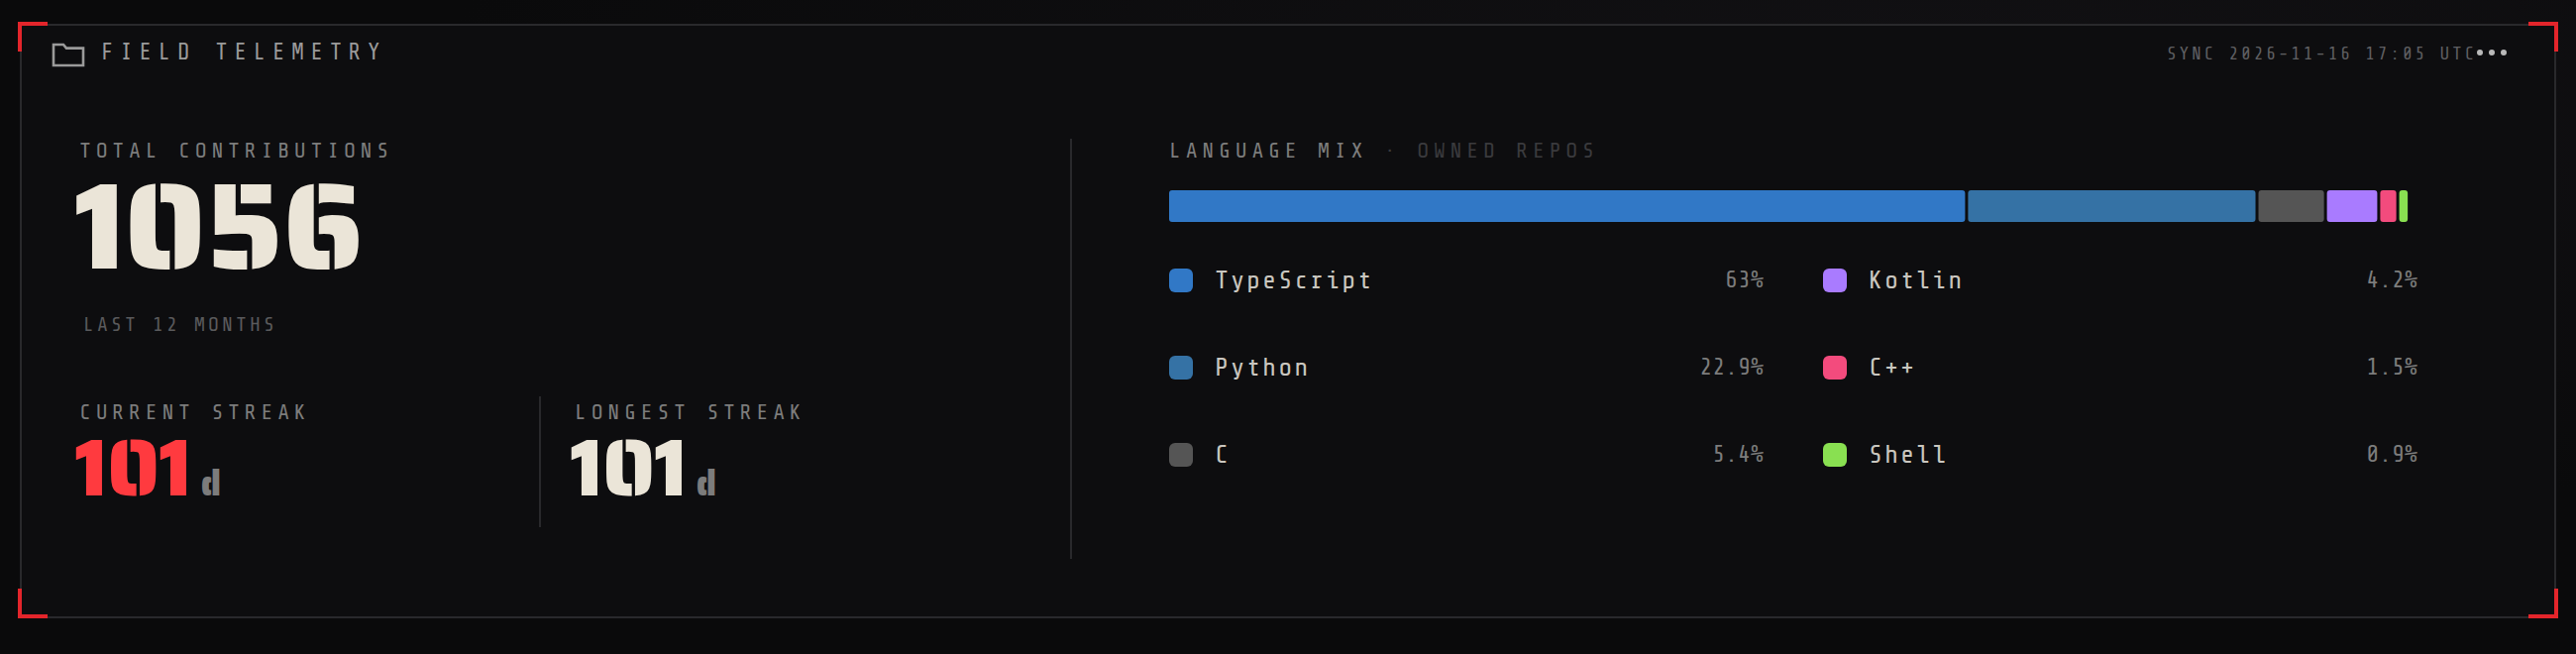 FIELD TELEMETRY
SYNC 2026-11-16 17:05 UTC
TOTAL CONTRIBUTIONS
1056
LAST 12 MONTHS
CURRENT STREAK
101 d
LONGEST STREAK
101 d
LANGUAGE MIX · OWNED REPOS
TypeScript 63%
Kotlin 4.2%
Python 22.9%
C++ 1.5%
C 5.4%
Shell 0.9%